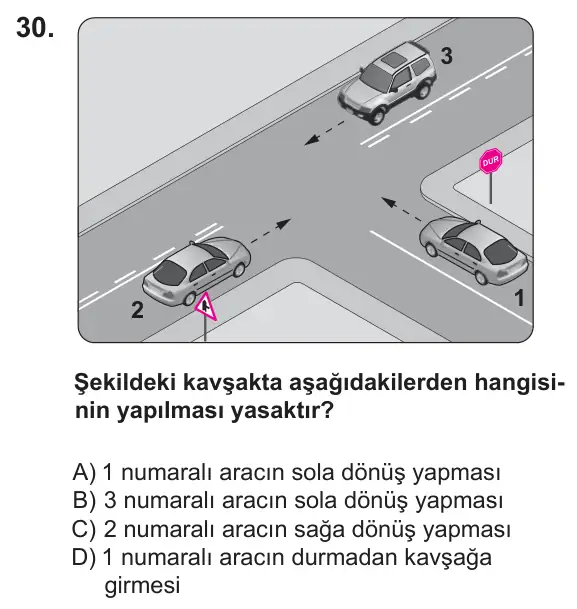 30.
3
DUR
2
1
Şekildeki kavşakta aşağıdakilerden hangisi-
nin yapılması yasaktır?
A) 1 numaralı aracın sola dönüş yapması
B) 3 numaralı aracın sola dönüş yapması
C) 2 numaralı aracın sağa dönüş yapması
D) 1 numaralı aracın durmadan kavşağa
girmesi